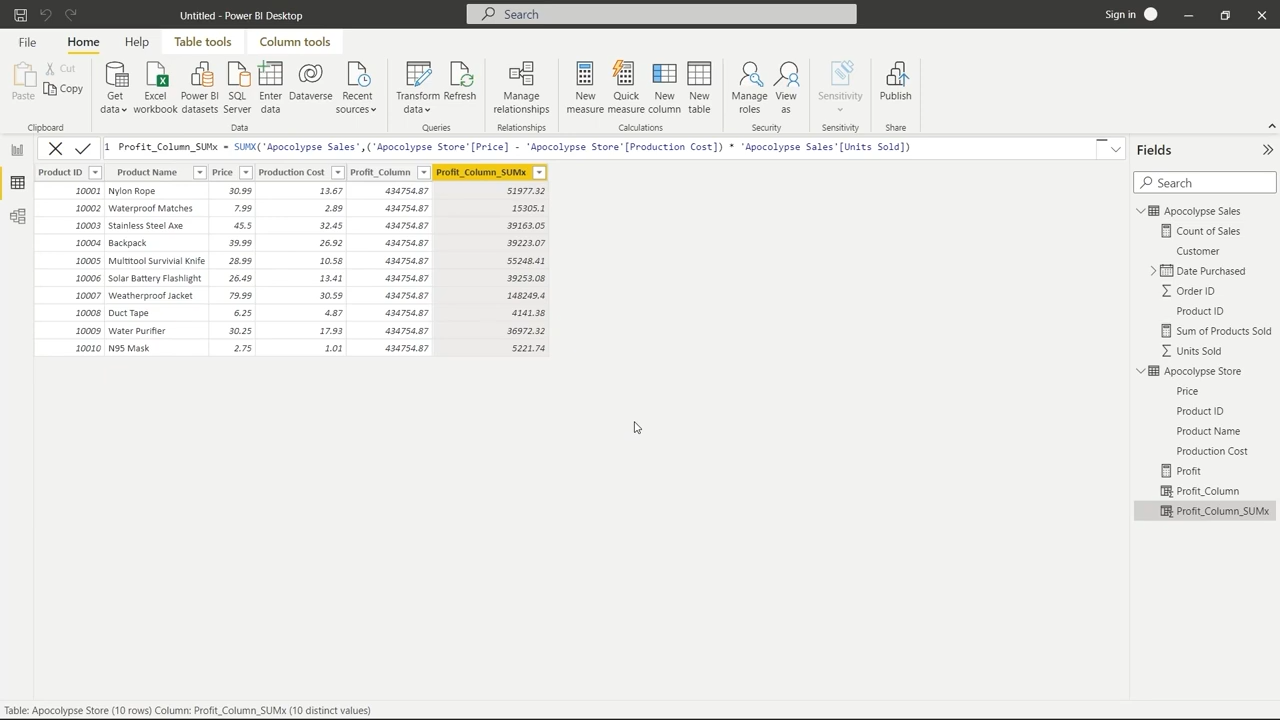 Untitled - Power BI Desktop
Search
Sign in
File Home Help Table tools Column tools
Paste
Cut
Copy
Get data
Excel workbook
Power BI datasets
SQL Server
Enter data
Dataverse
Recent sources
Transform data
Refresh
Manage relationships
New measure
Quick measure
New column
New table
Manage roles
View as
Sensitivity
Publish
Clipboard Data Queries Relationships Calculations Security Sensitivity Share
1 Profit_Column_SUMx = SUMX('Apocolypse Sales',('Apocolypse Store'[Price] - 'Apocolypse Store'[Production Cost]) * 'Apocolypse Sales'[Units Sold])
Product ID Product Name Price Production Cost Profit_Column Profit_Column_SUMx
10001 Nylon Rope 30.99 13.67 434754.87 51977.32
10002 Waterproof Matches 7.99 2.89 434754.87 15305.1
10003 Stainless Steel Axe 45.5 32.45 434754.87 39163.05
10004 Backpack 39.99 26.92 434754.87 39223.07
10005 Multitool Survivial Knife 28.99 10.58 434754.87 55248.41
10006 Solar Battery Flashlight 26.49 13.41 434754.87 39253.08
10007 Weatherproof Jacket 79.99 30.59 434754.87 148249.4
10008 Duct Tape 6.25 4.87 434754.87 4141.38
10009 Water Purifier 30.25 17.93 434754.87 36972.32
10010 N95 Mask 2.75 1.01 434754.87 5221.74
Fields
Search
Apocolypse Sales
Count of Sales
Customer
Date Purchased
Order ID
Product ID
Sum of Products Sold
Units Sold
Apocolypse Store
Price
Product ID
Product Name
Production Cost
Profit
Profit_Column
Profit_Column_SUMx
Table: Apocolypse Store (10 rows) Column: Profit_Column_SUMx (10 distinct values)